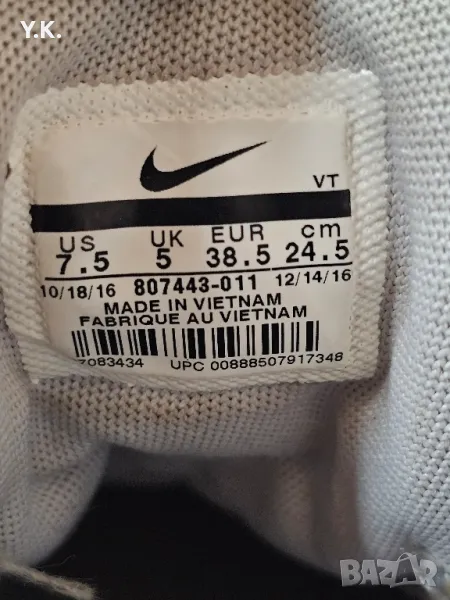 Y.K.
VT
US UK EUR cm
7.5 5 38.5 24.5
10/18/16 807443-011 12/14/16
MADE IN VIETNAM
FABRIQUE AU VIETNAM
7083434 UPC 00888507917348
BAZAR